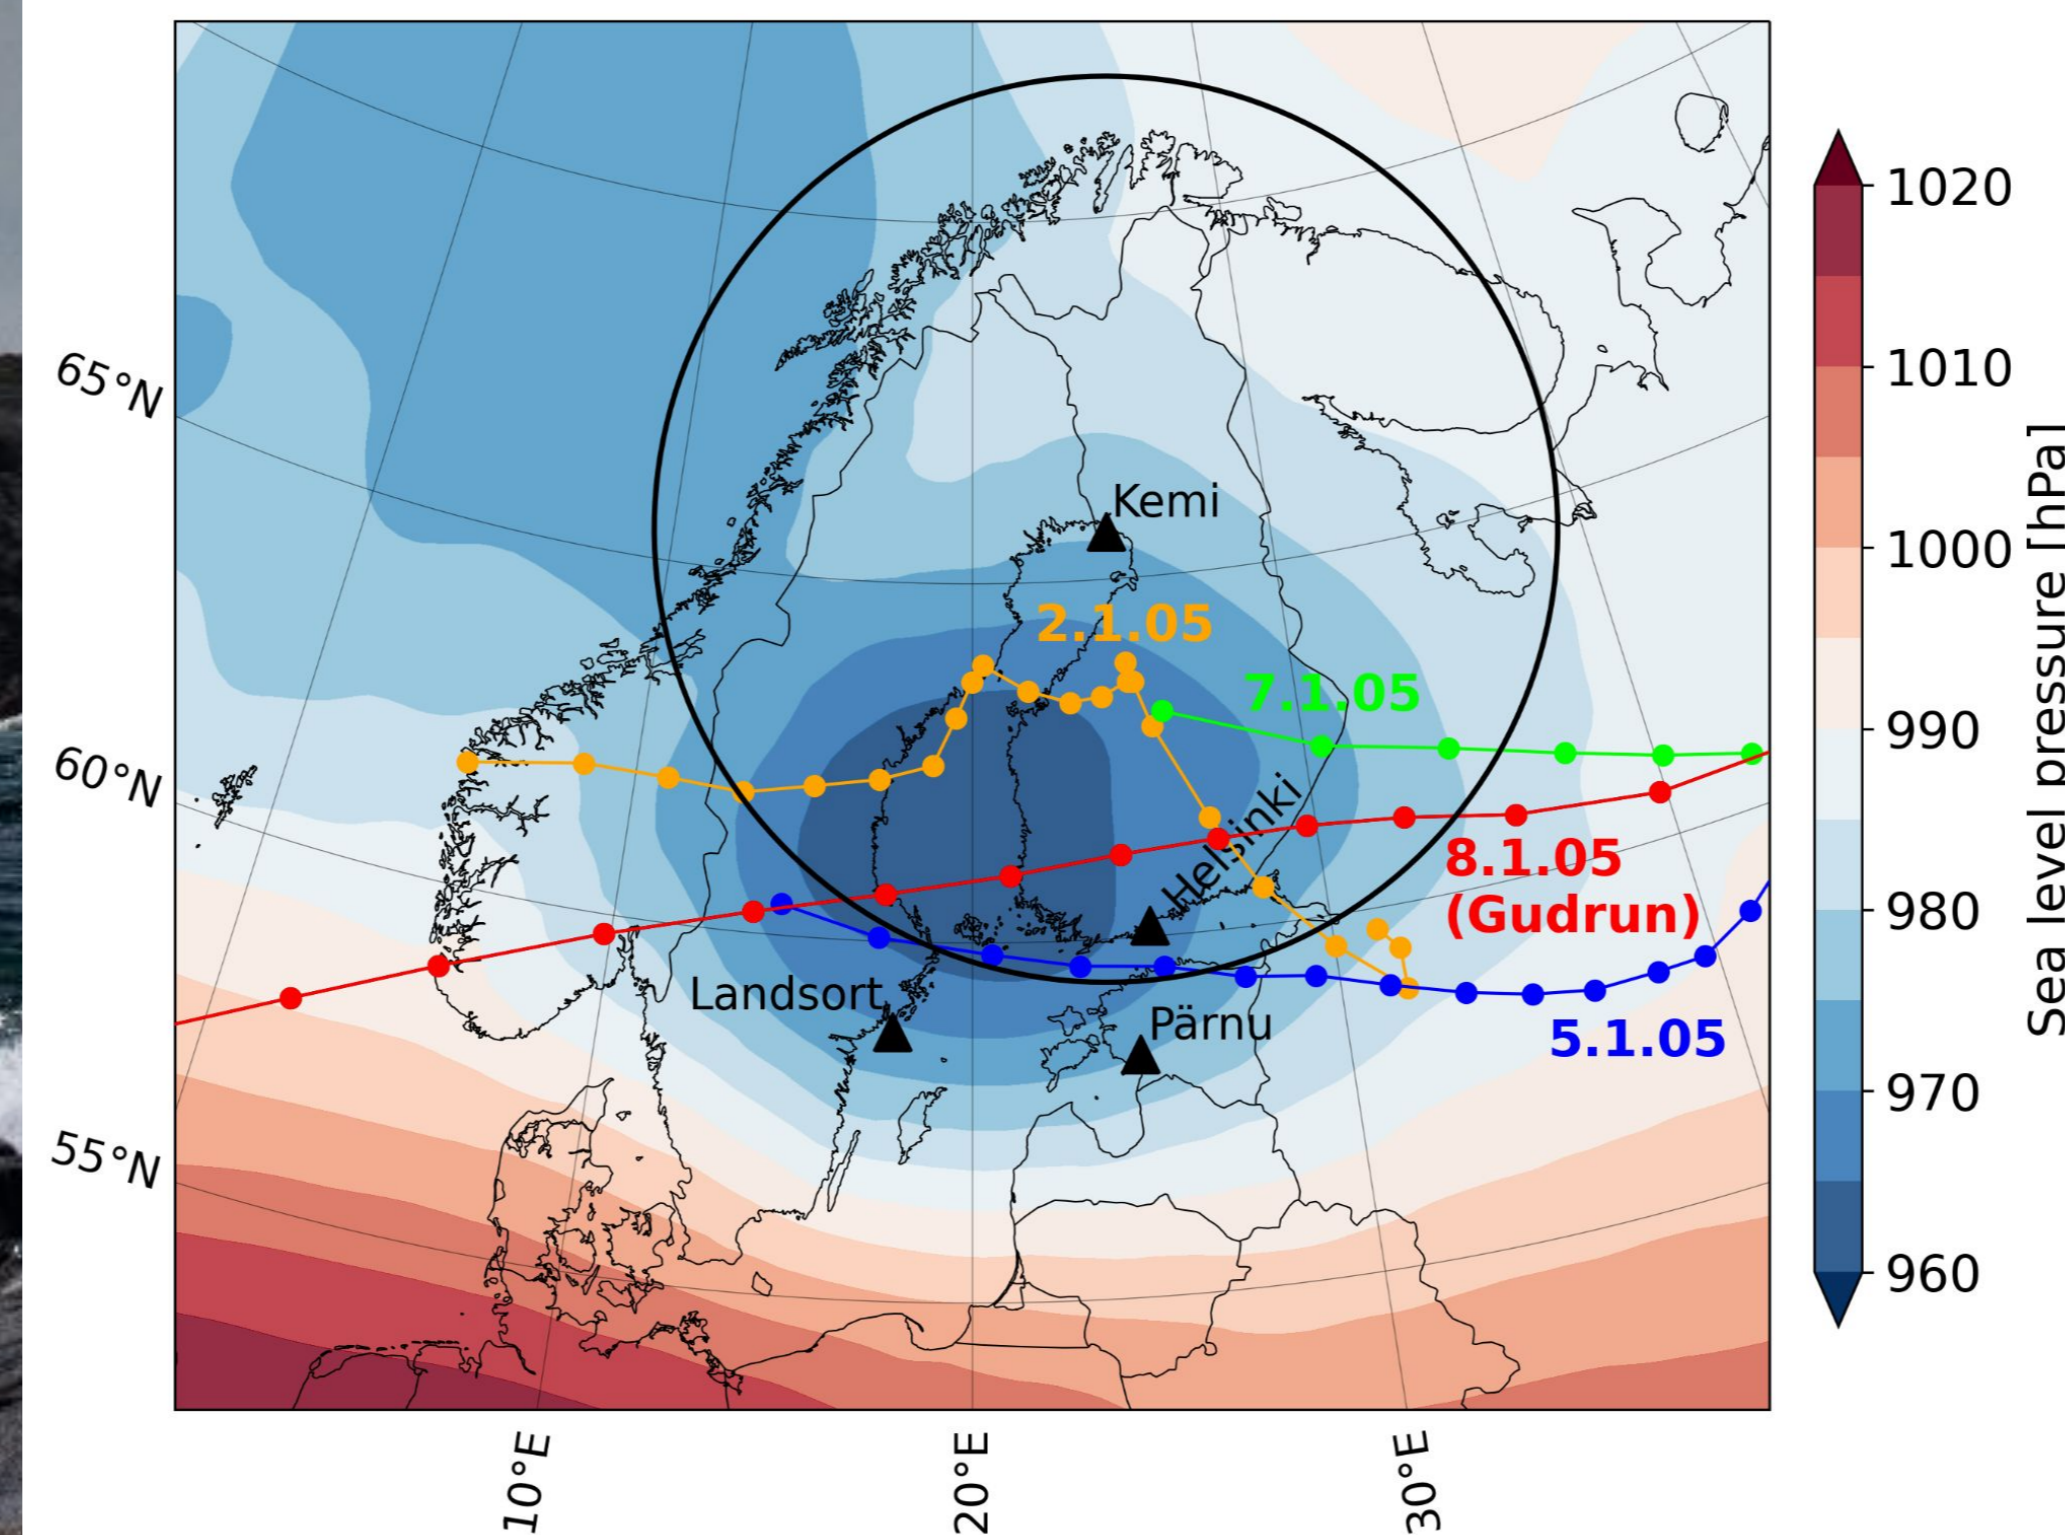 65°N
60°N
55°N
10°E
20°E
30°E
Kemi
2.1.05
7.1.05
Helsinki
8.1.05
(Gudrun)
Landsort
Pärnu
5.1.05
1020
1010
1000
990
980
970
960
Sea level pressure [hPa]